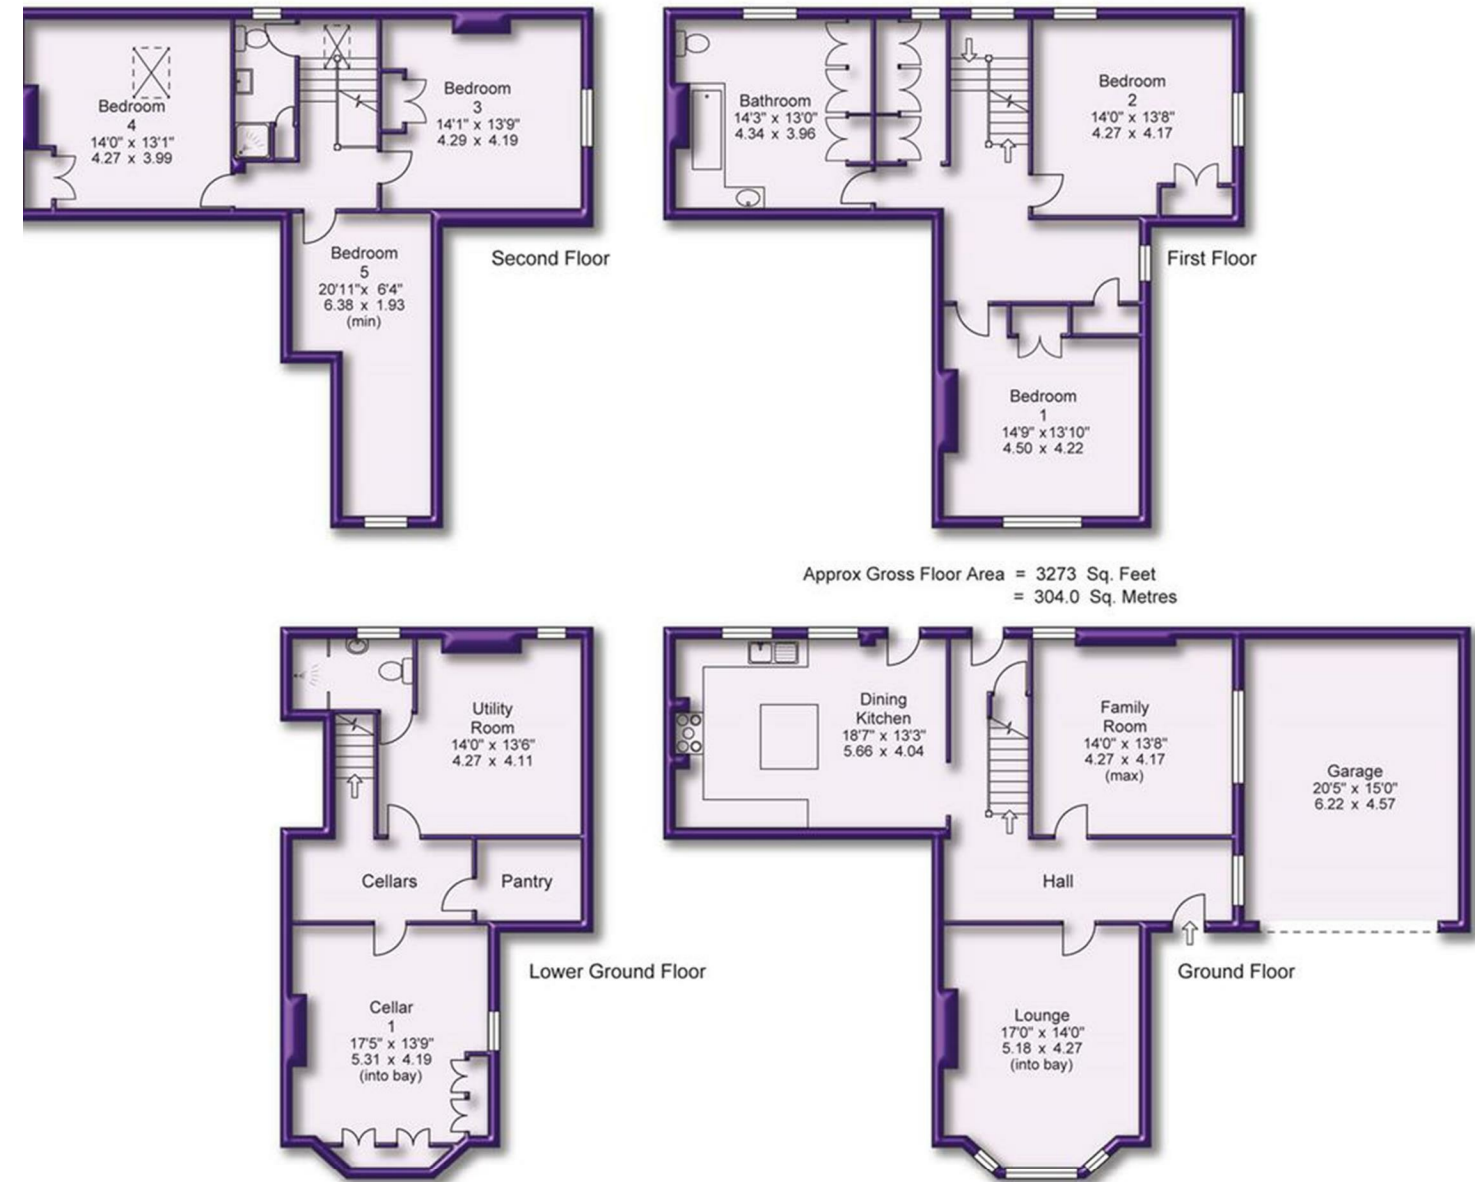 Bedroom
4
14'0" x 13'1"
4.27 x 3.99
Bedroom
3
14'1" x 13'9"
4.29 x 4.19
Bedroom
5
20'11"x 6'4"
6.38 x 1.93
(min)
Second Floor
Bathroom
14'3" x 13'0"
4.34 x 3.96
Bedroom
2
14'0" x 13'8"
4.27 x 4.17
First Floor
Bedroom
1
14'9" x 13'10"
4.50 x 4.22
Approx Gross Floor Area = 3273 Sq. Feet
= 304.0 Sq. Metres
Utility
Room
14'0" x 13'6"
4.27 x 4.11
Cellars
Pantry
Cellar
1
17'5" x 13'9"
5.31 x 4.19
(into bay)
Lower Ground Floor
Dining
Kitchen
18'7" x 13'3"
5.66 x 4.04
Family
Room
14'0" x 13'8"
4.27 x 4.17
(max)
Garage
20'5" x 15'0"
6.22 x 4.57
Hall
Lounge
17'0" x 14'0"
5.18 x 4.27
(into bay)
Ground Floor